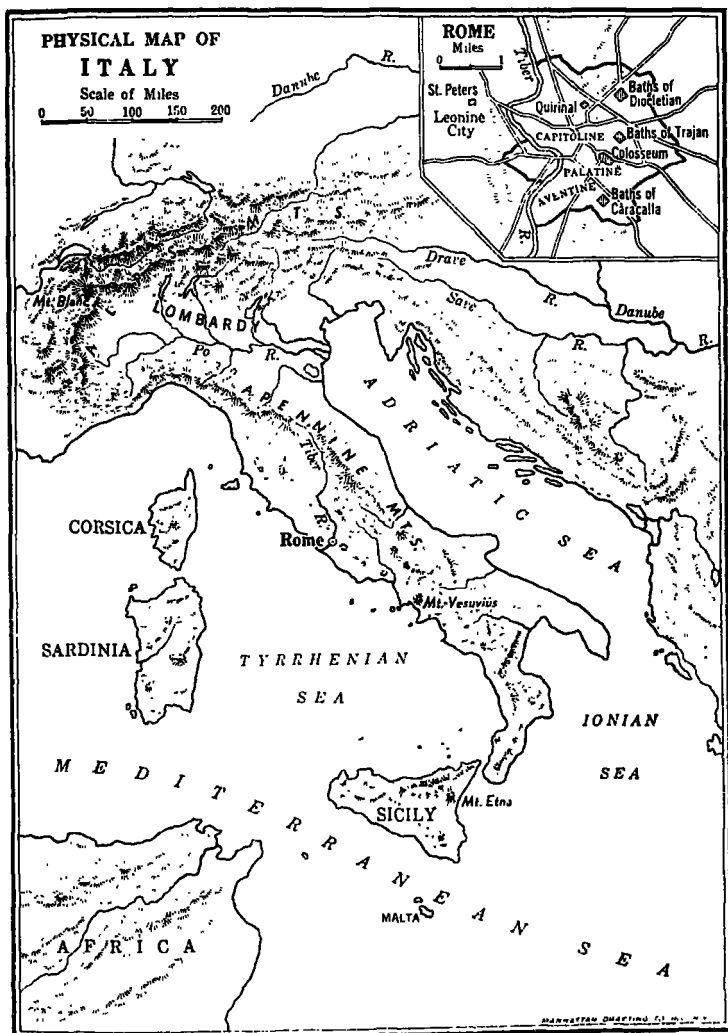 PHYSICAL MAP OF
ITALY
Scale of Miles
0 50 100 150 200
ROME
Miles
0 1
Tiber
R.
St. Peters
Leonine
City
Quirinal
Baths of
Diocletian
CAPITOLINE
Baths of Trajan
Colosseum
PALATINE
AVENTINE
Baths of
Caracalla
Danube R.
MTS.
Mt. Blanc
LOMBARDY
Drave R.
Save R.
Danube R.
Po R.
APENNINE MTS.
ADRIATIC SEA
Tiber R.
CORSICA
Rome
Mt. Vesuvius
SARDINIA
TYRRHENIAN
SEA
IONIAN
SEA
MEDITERRANEAN SEA
SICILY
Mt. Etna
MALTA
AFRICA
MANHATTAN DRAFTING